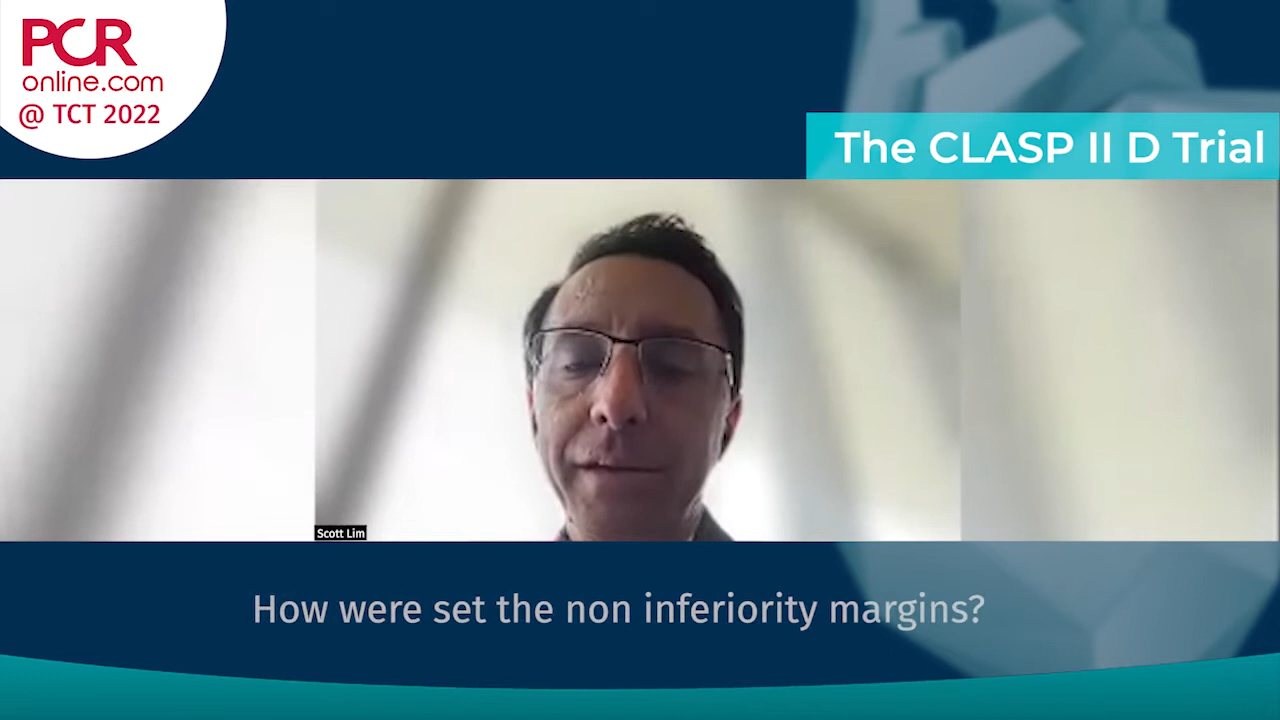 PCR
online.com
@ TCT 2022
The CLASP II D Trial
Scott Lim
How were set the non inferiority margins?